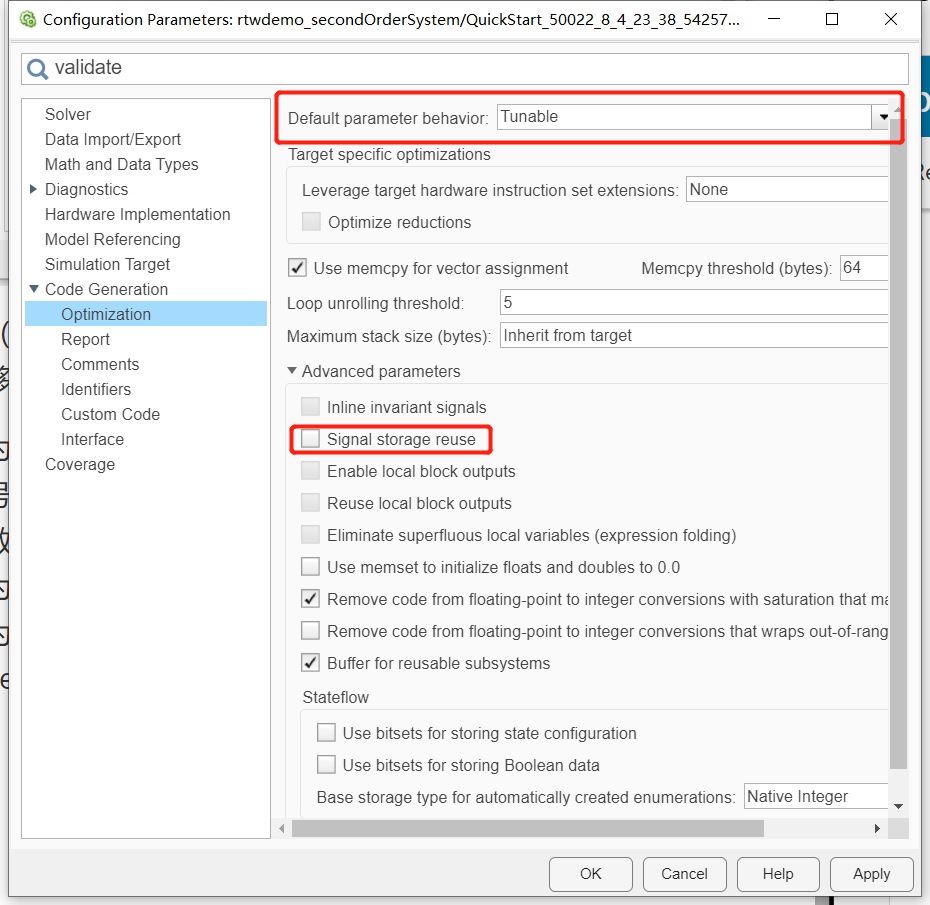 Configuration Parameters: rtwdemo_secondOrderSystem/QuickStart_50022_8_4_23_38_54257...
validate
Solver
Data Import/Export
Math and Data Types
Diagnostics
Hardware Implementation
Model Referencing
Simulation Target
Code Generation
Optimization
Report
Comments
Identifiers
Custom Code
Interface
Coverage
Default parameter behavior: Tunable
Target specific optimizations
Leverage target hardware instruction set extensions: None
Optimize reductions
Use memcpy for vector assignment Memcpy threshold (bytes): 64
Loop unrolling threshold: 5
Maximum stack size (bytes): Inherit from target
Advanced parameters
Inline invariant signals
Signal storage reuse
Enable local block outputs
Reuse local block outputs
Eliminate superfluous local variables (expression folding)
Use memset to initialize floats and doubles to 0.0
Remove code from floating-point to integer conversions with saturation that ma
Remove code from floating-point to integer conversions that wraps out-of-rang
Buffer for reusable subsystems
Stateflow
Use bitsets for storing state configuration
Use bitsets for storing Boolean data
Base storage type for automatically created enumerations: Native Integer
OK Cancel Help Apply